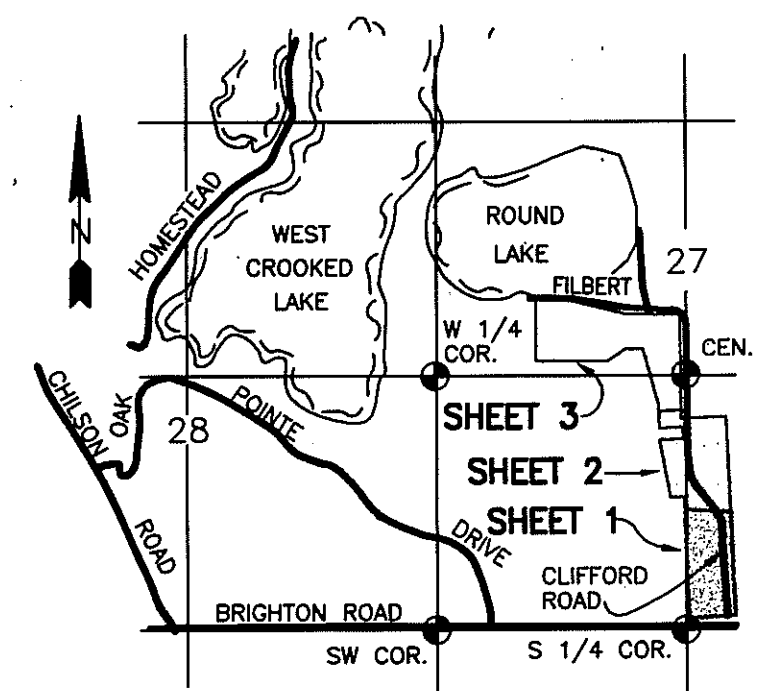 N
HOMESTEAD
WEST
CROOKED
LAKE
ROUND
LAKE
27
FILBERT
W 1/4
COR.
CEN.
CHILSON
ROAD
OAK
POINTE
DRIVE
28
SHEET 3
SHEET 2
SHEET 1
CLIFFORD
ROAD
BRIGHTON ROAD
SW COR.
S 1/4 COR.